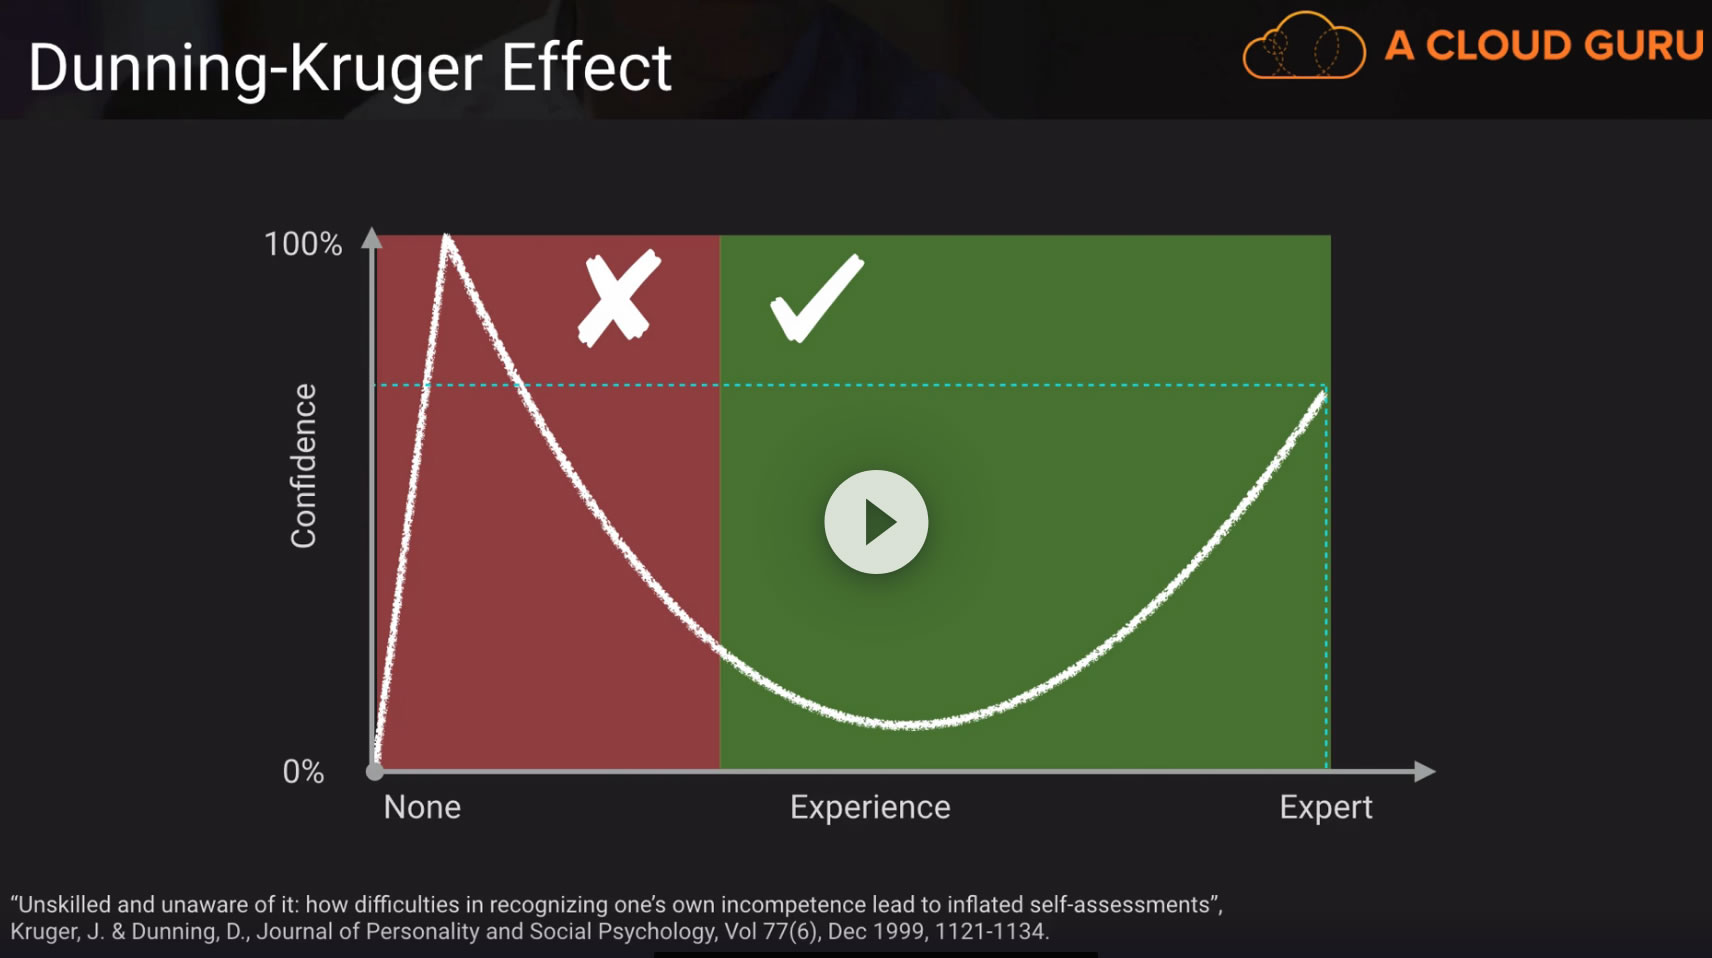 Dunning-Kruger Effect
A CLOUD GURU
100%
Confidence
0%
None
Experience
Expert
“Unskilled and unaware of it: how difficulties in recognizing one’s own incompetence lead to inflated self-assessments”,
Kruger, J. & Dunning, D., Journal of Personality and Social Psychology, Vol 77(6), Dec 1999, 1121-1134.